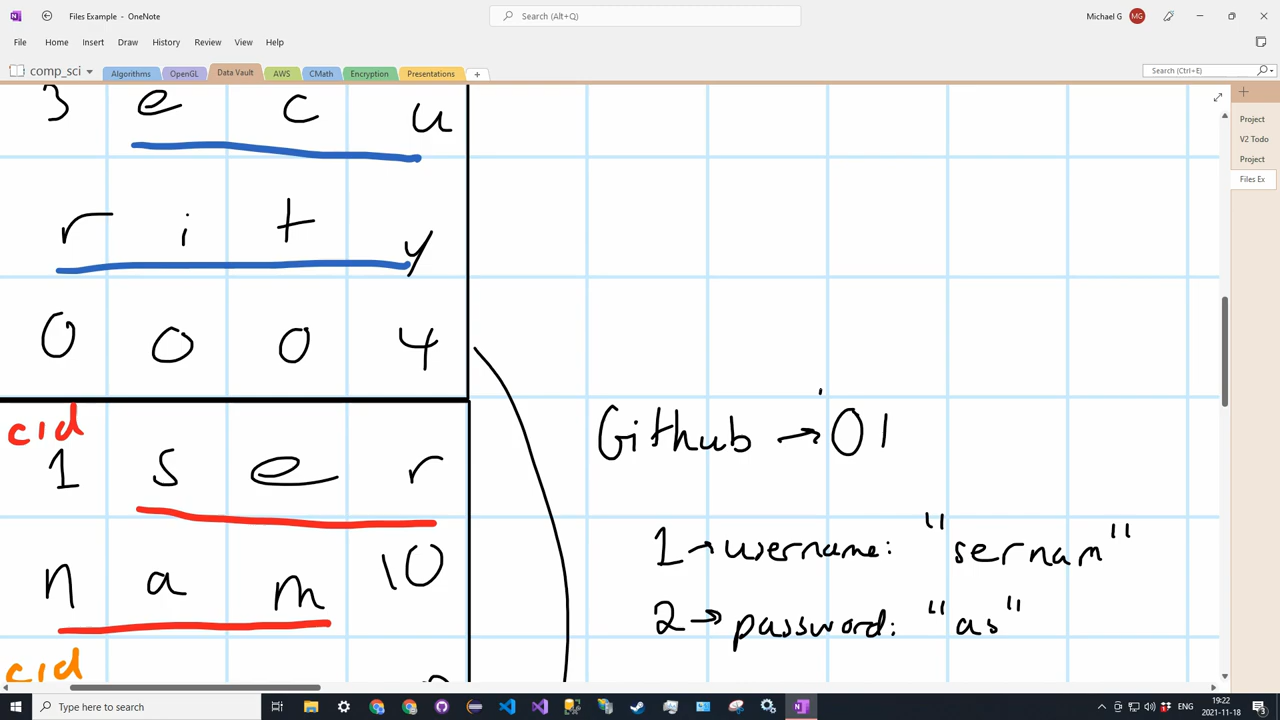 Files Example - OneNote
Search (Alt+Q)
Michael G
MG
File Home Insert Draw History Review View Help
comp_sci
Algorithms OpenGL Data Vault AWS CMath Encryption Presentations +
Search (Ctrl+E)
Project
V2 Todo
Project
Files Ex
3 e c u
r i t y
0 0 0 4
cid
1 s e r
n a m 10
cid
Github → 01
1 → username: "sernam"
2 → password: "as"
Type here to search
ENG
19:22
2021-11-18